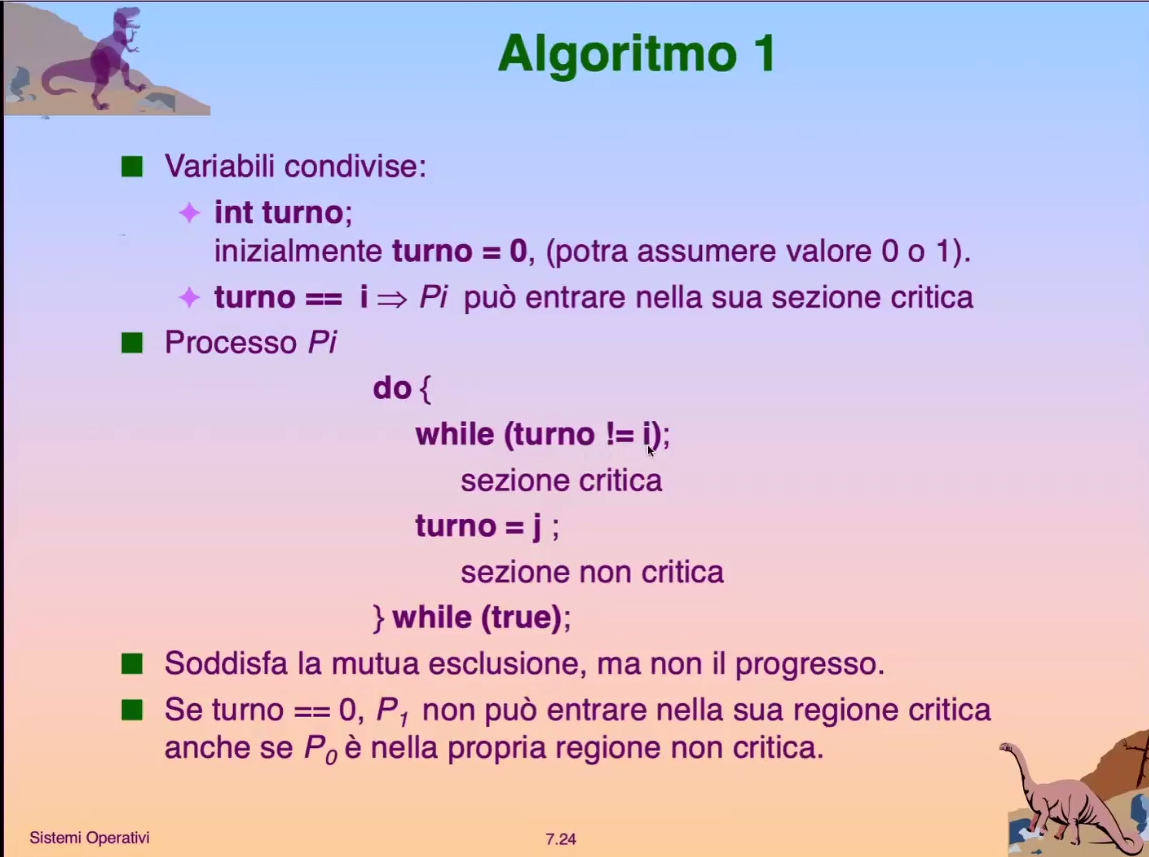 Algoritmo 1
Variabili condivise:
int turno;
inizialmente turno = 0, (potra assumere valore 0 o 1).
turno == i ⇒ Pi può entrare nella sua sezione critica
Processo Pi
do {
while (turno != i);
sezione critica
turno = j ;
sezione non critica
} while (true);
Soddisfa la mutua esclusione, ma non il progresso.
Se turno == 0, P1 non può entrare nella sua regione critica
anche se P0 è nella propria regione non critica.
Sistemi Operativi
7.24